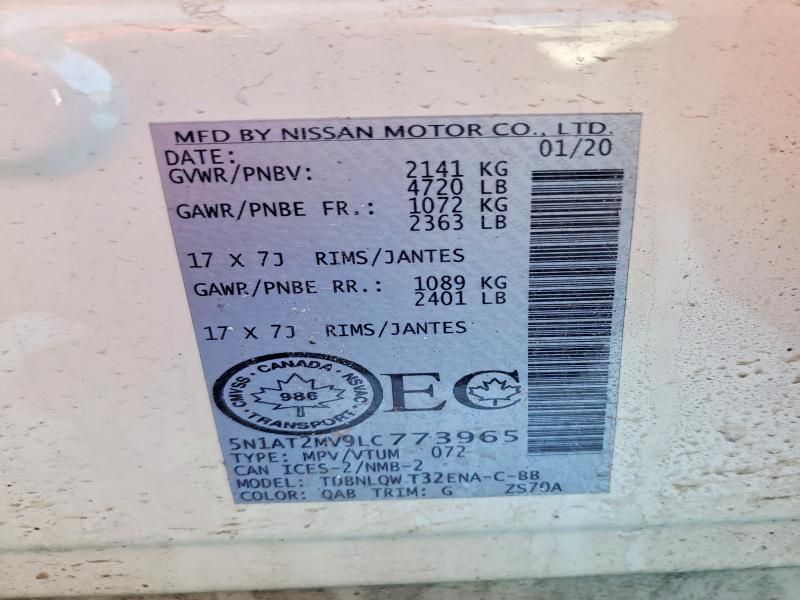 MFD BY NISSAN MOTOR CO., LTD.
DATE: 01/20
GVWR/PNBV: 2141 KG
4720 LB
GAWR/PNBE FR.: 1072 KG
2363 LB
17 X 7J RIMS/JANTES
GAWR/PNBE RR.: 1089 KG
2401 LB
17 X 7J RIMS/JANTES
CANADA
CMVSS 986 NSVAC
TRANSPORT
EC
5N1AT2MV9LC773965
TYPE: MPV/VTUM 072
CAN ICES-2/NMB-2
MODEL: TDBNLQW T32ENA-C-BB
COLOR: QAB TRIM: G ZS70A